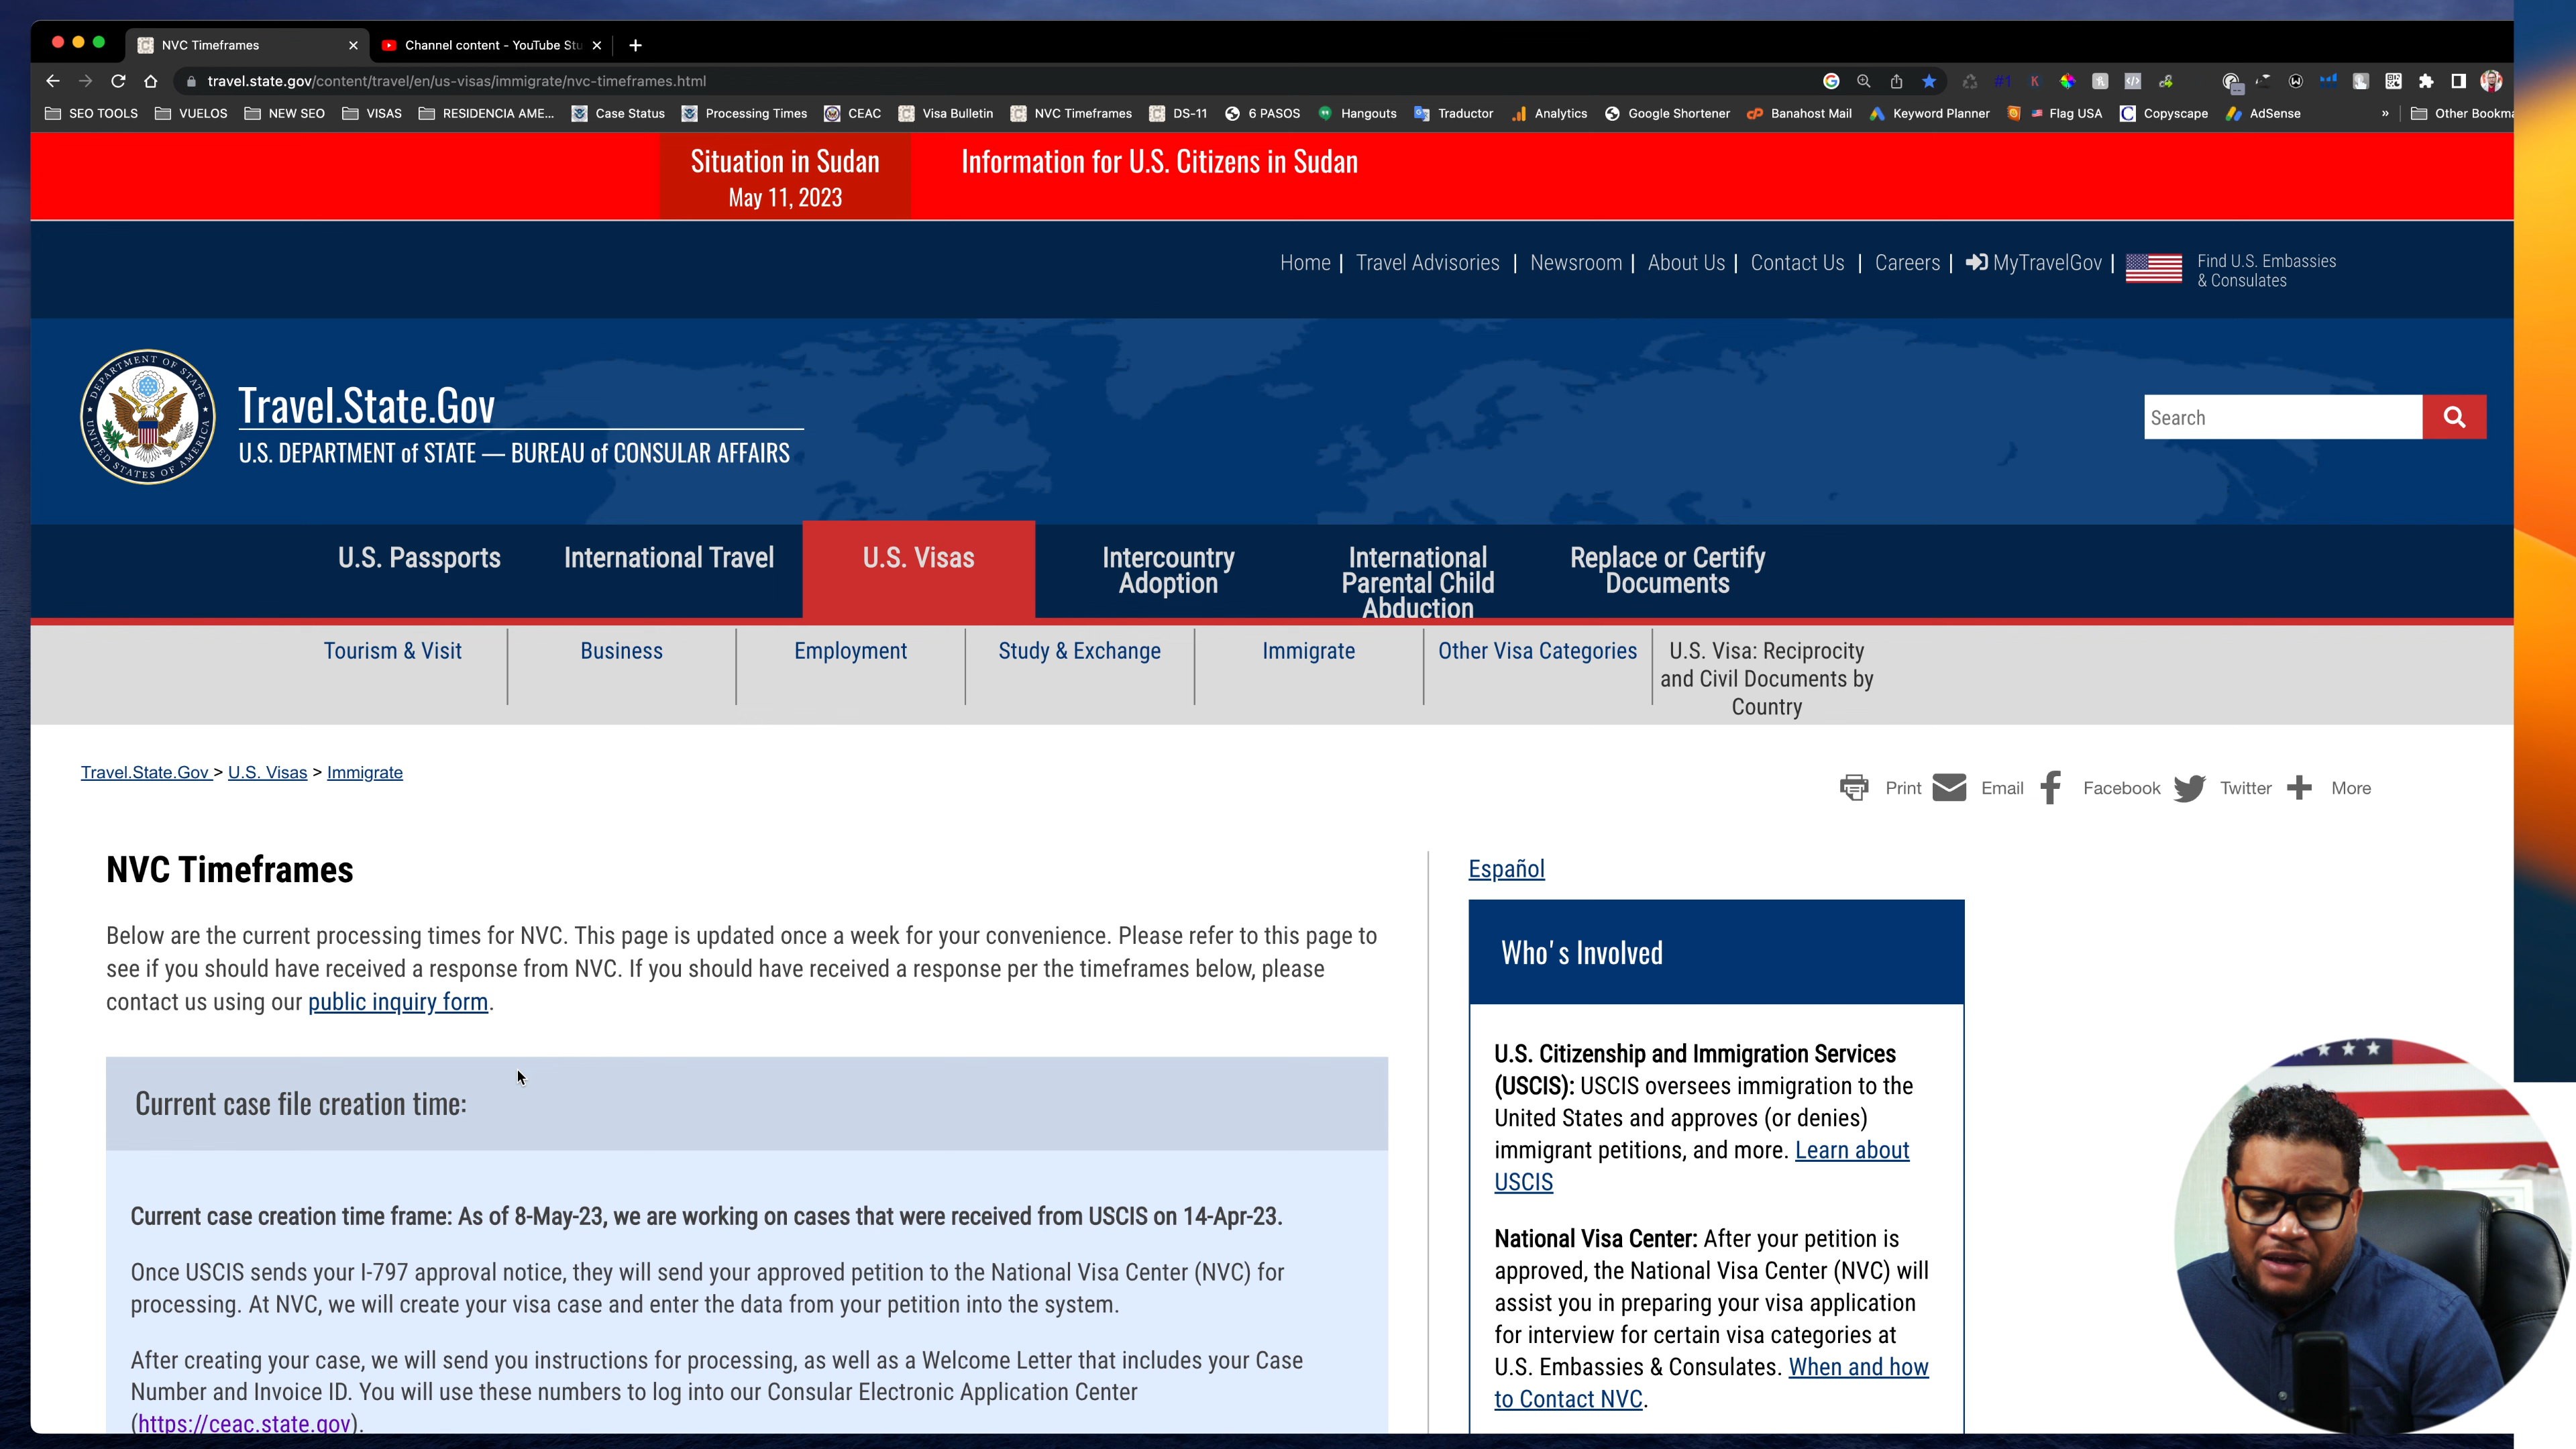 NVC Timeframes
Channel content - YouTube Stu
travel.state.gov/content/travel/en/us-visas/immigrate/nvc-timeframes.html
SEO TOOLS VUELOS NEW SEO VISAS RESIDENCIA AME... Case Status Processing Times CEAC Visa Bulletin NVC Timeframes DS-11 6 PASOS Hangouts Traductor Analytics Google Shortener Banahost Mail Keyword Planner Flag USA Copyscape AdSense » Other Bookma
Situation in Sudan
May 11, 2023
Information for U.S. Citizens in Sudan
Home | Travel Advisories | Newsroom | About Us | Contact Us | Careers | MyTravelGov |
Find U.S. Embassies
& Consulates
DEPARTMENT OF STATE
UNITED STATES OF AMERICA
Travel.State.Gov
U.S. DEPARTMENT of STATE — BUREAU of CONSULAR AFFAIRS
Search
U.S. Passports
International Travel
U.S. Visas
Intercountry
Adoption
International
Parental Child
Abduction
Replace or Certify
Documents
Tourism & Visit
Business
Employment
Study & Exchange
Immigrate
Other Visa Categories
U.S. Visa: Reciprocity
and Civil Documents by
Country
Travel.State.Gov > U.S. Visas > Immigrate
Print Email Facebook Twitter More
NVC Timeframes
Below are the current processing times for NVC. This page is updated once a week for your convenience. Please refer to this page to
see if you should have received a response from NVC. If you should have received a response per the timeframes below, please
contact us using our public inquiry form.
Current case file creation time:
Current case creation time frame: As of 8-May-23, we are working on cases that were received from USCIS on 14-Apr-23.
Once USCIS sends your I-797 approval notice, they will send your approved petition to the National Visa Center (NVC) for
processing. At NVC, we will create your visa case and enter the data from your petition into the system.
After creating your case, we will send you instructions for processing, as well as a Welcome Letter that includes your Case
Number and Invoice ID. You will use these numbers to log into our Consular Electronic Application Center
(https://ceac.state.gov).
Español
Who's Involved
U.S. Citizenship and Immigration Services
(USCIS): USCIS oversees immigration to the
United States and approves (or denies)
immigrant petitions, and more. Learn about
USCIS
National Visa Center: After your petition is
approved, the National Visa Center (NVC) will
assist you in preparing your visa application
for interview for certain visa categories at
U.S. Embassies & Consulates. When and how
to Contact NVC.